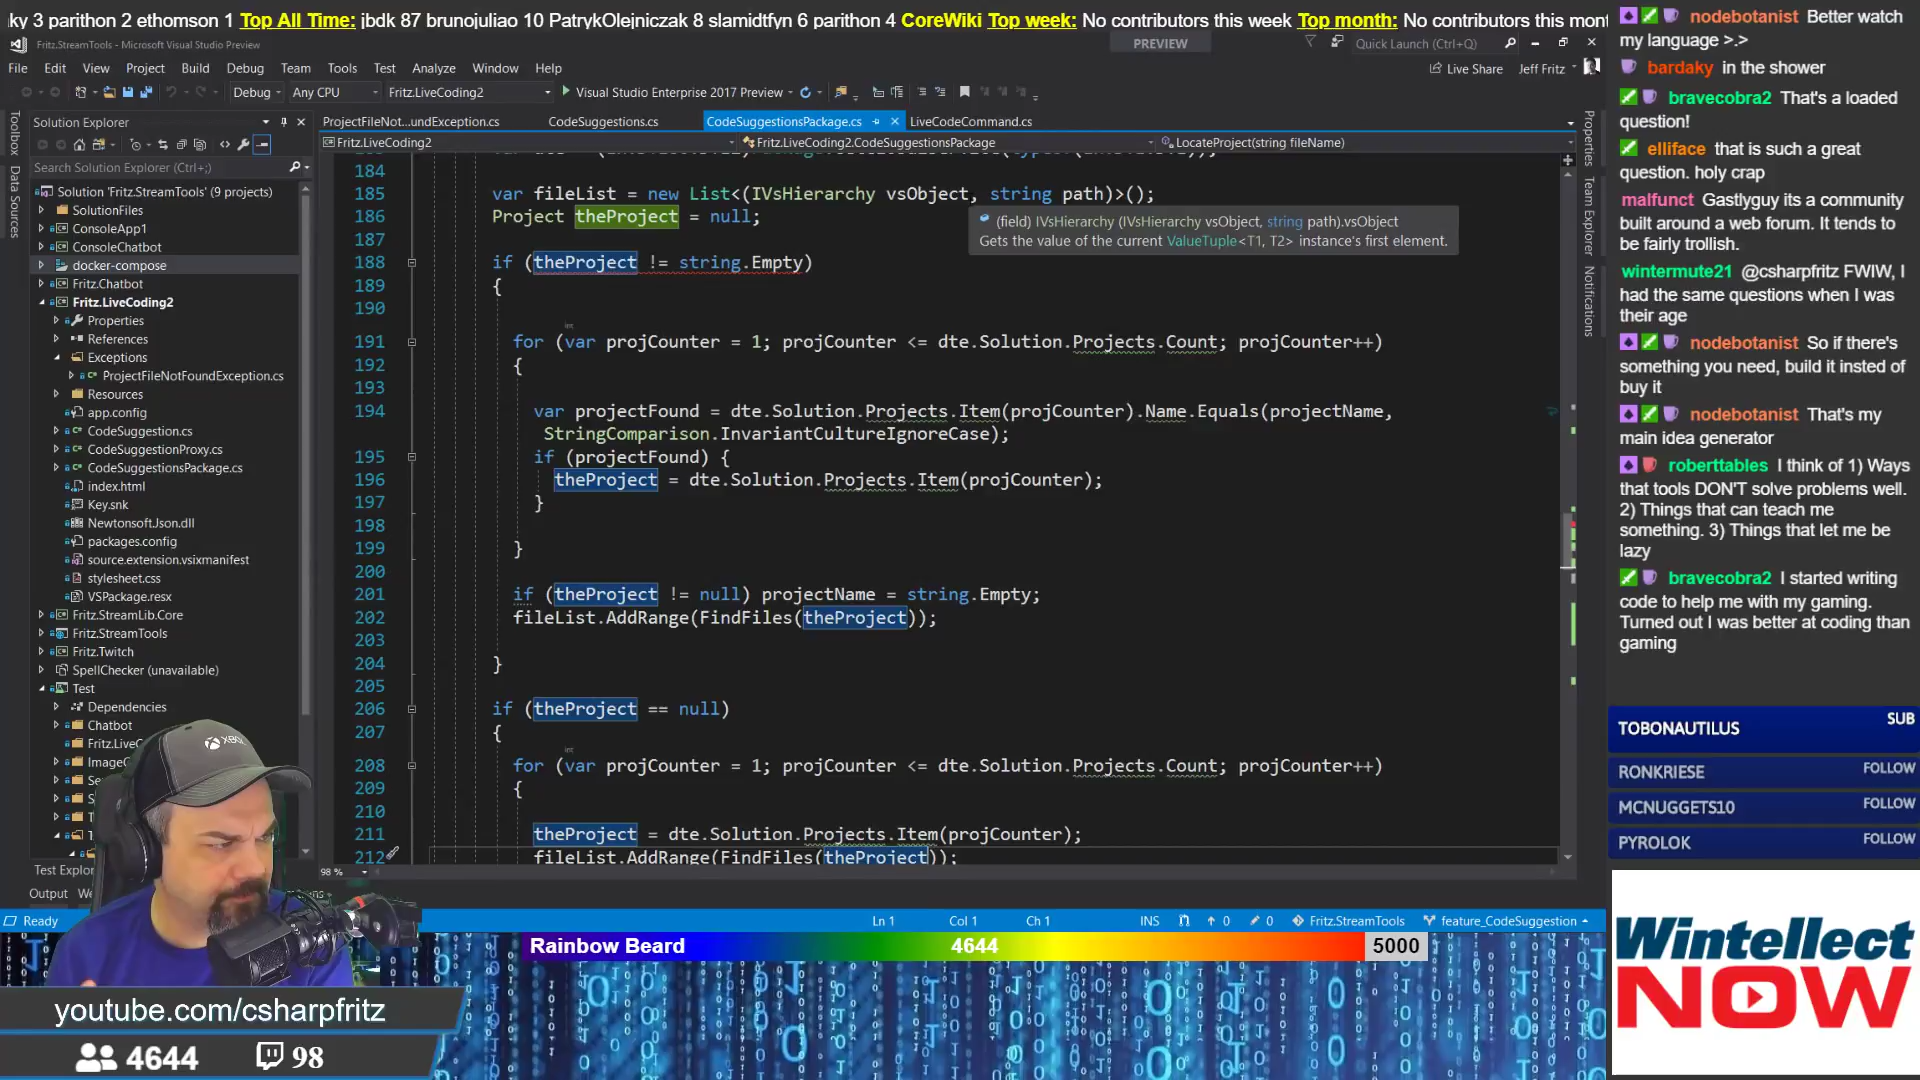 ky 3 parithon 2 ethomson 1 Top All Time: jbdk 87 brunojuliao 10 PatrykOlejniczak 8 slamidtfyn 6 parithon 4 CoreWiki Top week: No contributors this week Top month: No contributors this mont
Fritz.StreamTools - Microsoft Visual Studio Preview
PREVIEW
Quick Launch (Ctrl+Q)
File Edit View Project Build Debug Team Tools Test Analyze Window Help
Live Share Jeff Fritz
Debug Any CPU Fritz.LiveCoding2 Visual Studio Enterprise 2017 Preview
Toolbox
Data Sources
Solution Explorer
Search Solution Explorer (Ctrl+;)
Solution 'Fritz.StreamTools' (9 projects)
SolutionFiles
ConsoleApp1
ConsoleChatbot
docker-compose
Fritz.Chatbot
Fritz.LiveCoding2
Properties
References
Exceptions
ProjectFileNotFoundException.cs
Resources
app.config
CodeSuggestion.cs
CodeSuggestionProxy.cs
CodeSuggestionsPackage.cs
index.html
Key.snk
Newtonsoft.Json.dll
packages.config
source.extension.vsixmanifest
stylesheet.css
VSPackage.resx
Fritz.StreamLib.Core
Fritz.StreamTools
Fritz.Twitch
SpellChecker (unavailable)
Test
Dependencies
Chatbot
Fritz.LiveC
ImageC
Se
S
T
T
Test Explor
Output We
ProjectFileNot...undException.cs CodeSuggestions.cs CodeSuggestionsPackage.cs LiveCodeCommand.cs
Fritz.LiveCoding2 Fritz.LiveCoding2.CodeSuggestionsPackage LocateProject(string fileName)
184
185 var fileList = new List<(IVsHierarchy vsObject, string path)>();
186 Project theProject = null;
(field) IVsHierarchy (IVsHierarchy vsObject, string path).vsObject
Gets the value of the current ValueTuple<T1, T2> instance's first element.
187
188 if (theProject != string.Empty)
189 {
190
int
191 for (var projCounter = 1; projCounter <= dte.Solution.Projects.Count; projCounter++)
192 {
193
194 var projectFound = dte.Solution.Projects.Item(projCounter).Name.Equals(projectName,
StringComparison.InvariantCultureIgnoreCase);
195 if (projectFound) {
196 theProject = dte.Solution.Projects.Item(projCounter);
197 }
198
199 }
200
201 if (theProject != null) projectName = string.Empty;
202 fileList.AddRange(FindFiles(theProject));
203
204 }
205
206 if (theProject == null)
207 {
int
208 for (var projCounter = 1; projCounter <= dte.Solution.Projects.Count; projCounter++)
209 {
210
211 theProject = dte.Solution.Projects.Item(projCounter);
212 fileList.AddRange(FindFiles(theProject));
98 %
Properties
Team Explorer
Notifications
Ready Ln 1 Col 1 Ch 1 INS 0 0 Fritz.StreamTools feature_CodeSuggestion
Rainbow Beard 4644 5000
youtube.com/csharpfritz
4644 98
nodebotanist Better watch
my language >.>
bardaky in the shower
bravecobra2 That's a loaded
question!
elliface that is such a great
question. holy crap
malfunct Gastlyguy its a community
built around a web forum. It tends to
be fairly trollish.
wintermute21 @csharpfritz FWIW, I
had the same questions when I was
their age
nodebotanist So if there's
something you need, build it insted of
buy it
nodebotanist That's my
main idea generator
roberttables I think of 1) Ways
that tools DON'T solve problems well.
2) Things that can teach me
something. 3) Things that let me be
lazy
bravecobra2 I started writing
code to help me with my gaming.
Turned out I was better at coding than
gaming
TOBONAUTILUS SUB
RONKRIESE FOLLOW
MCNUGGETS10 FOLLOW
PYROLOK FOLLOW
Wintellect
NOW
XBOX